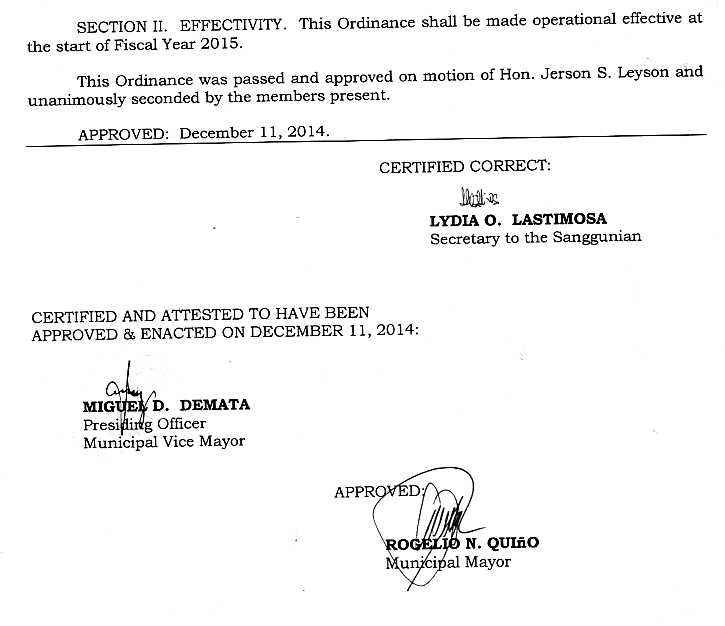 SECTION II. EFFECTIVITY. This Ordinance shall be made operational effective at
the start of Fiscal Year 2015.
This Ordinance was passed and approved on motion of Hon. Jerson S. Leyson and
unanimously seconded by the members present.
APPROVED: December 11, 2014.
CERTIFIED CORRECT:
LYDIA O. LASTIMOSA
Secretary to the Sanggunian
CERTIFIED AND ATTESTED TO HAVE BEEN
APPROVED & ENACTED ON DECEMBER 11, 2014:
MIGUEL D. DEMATA
Presiding Officer
Municipal Vice Mayor
APPROVED:
ROGELIO N. QUIñO
Municipal Mayor